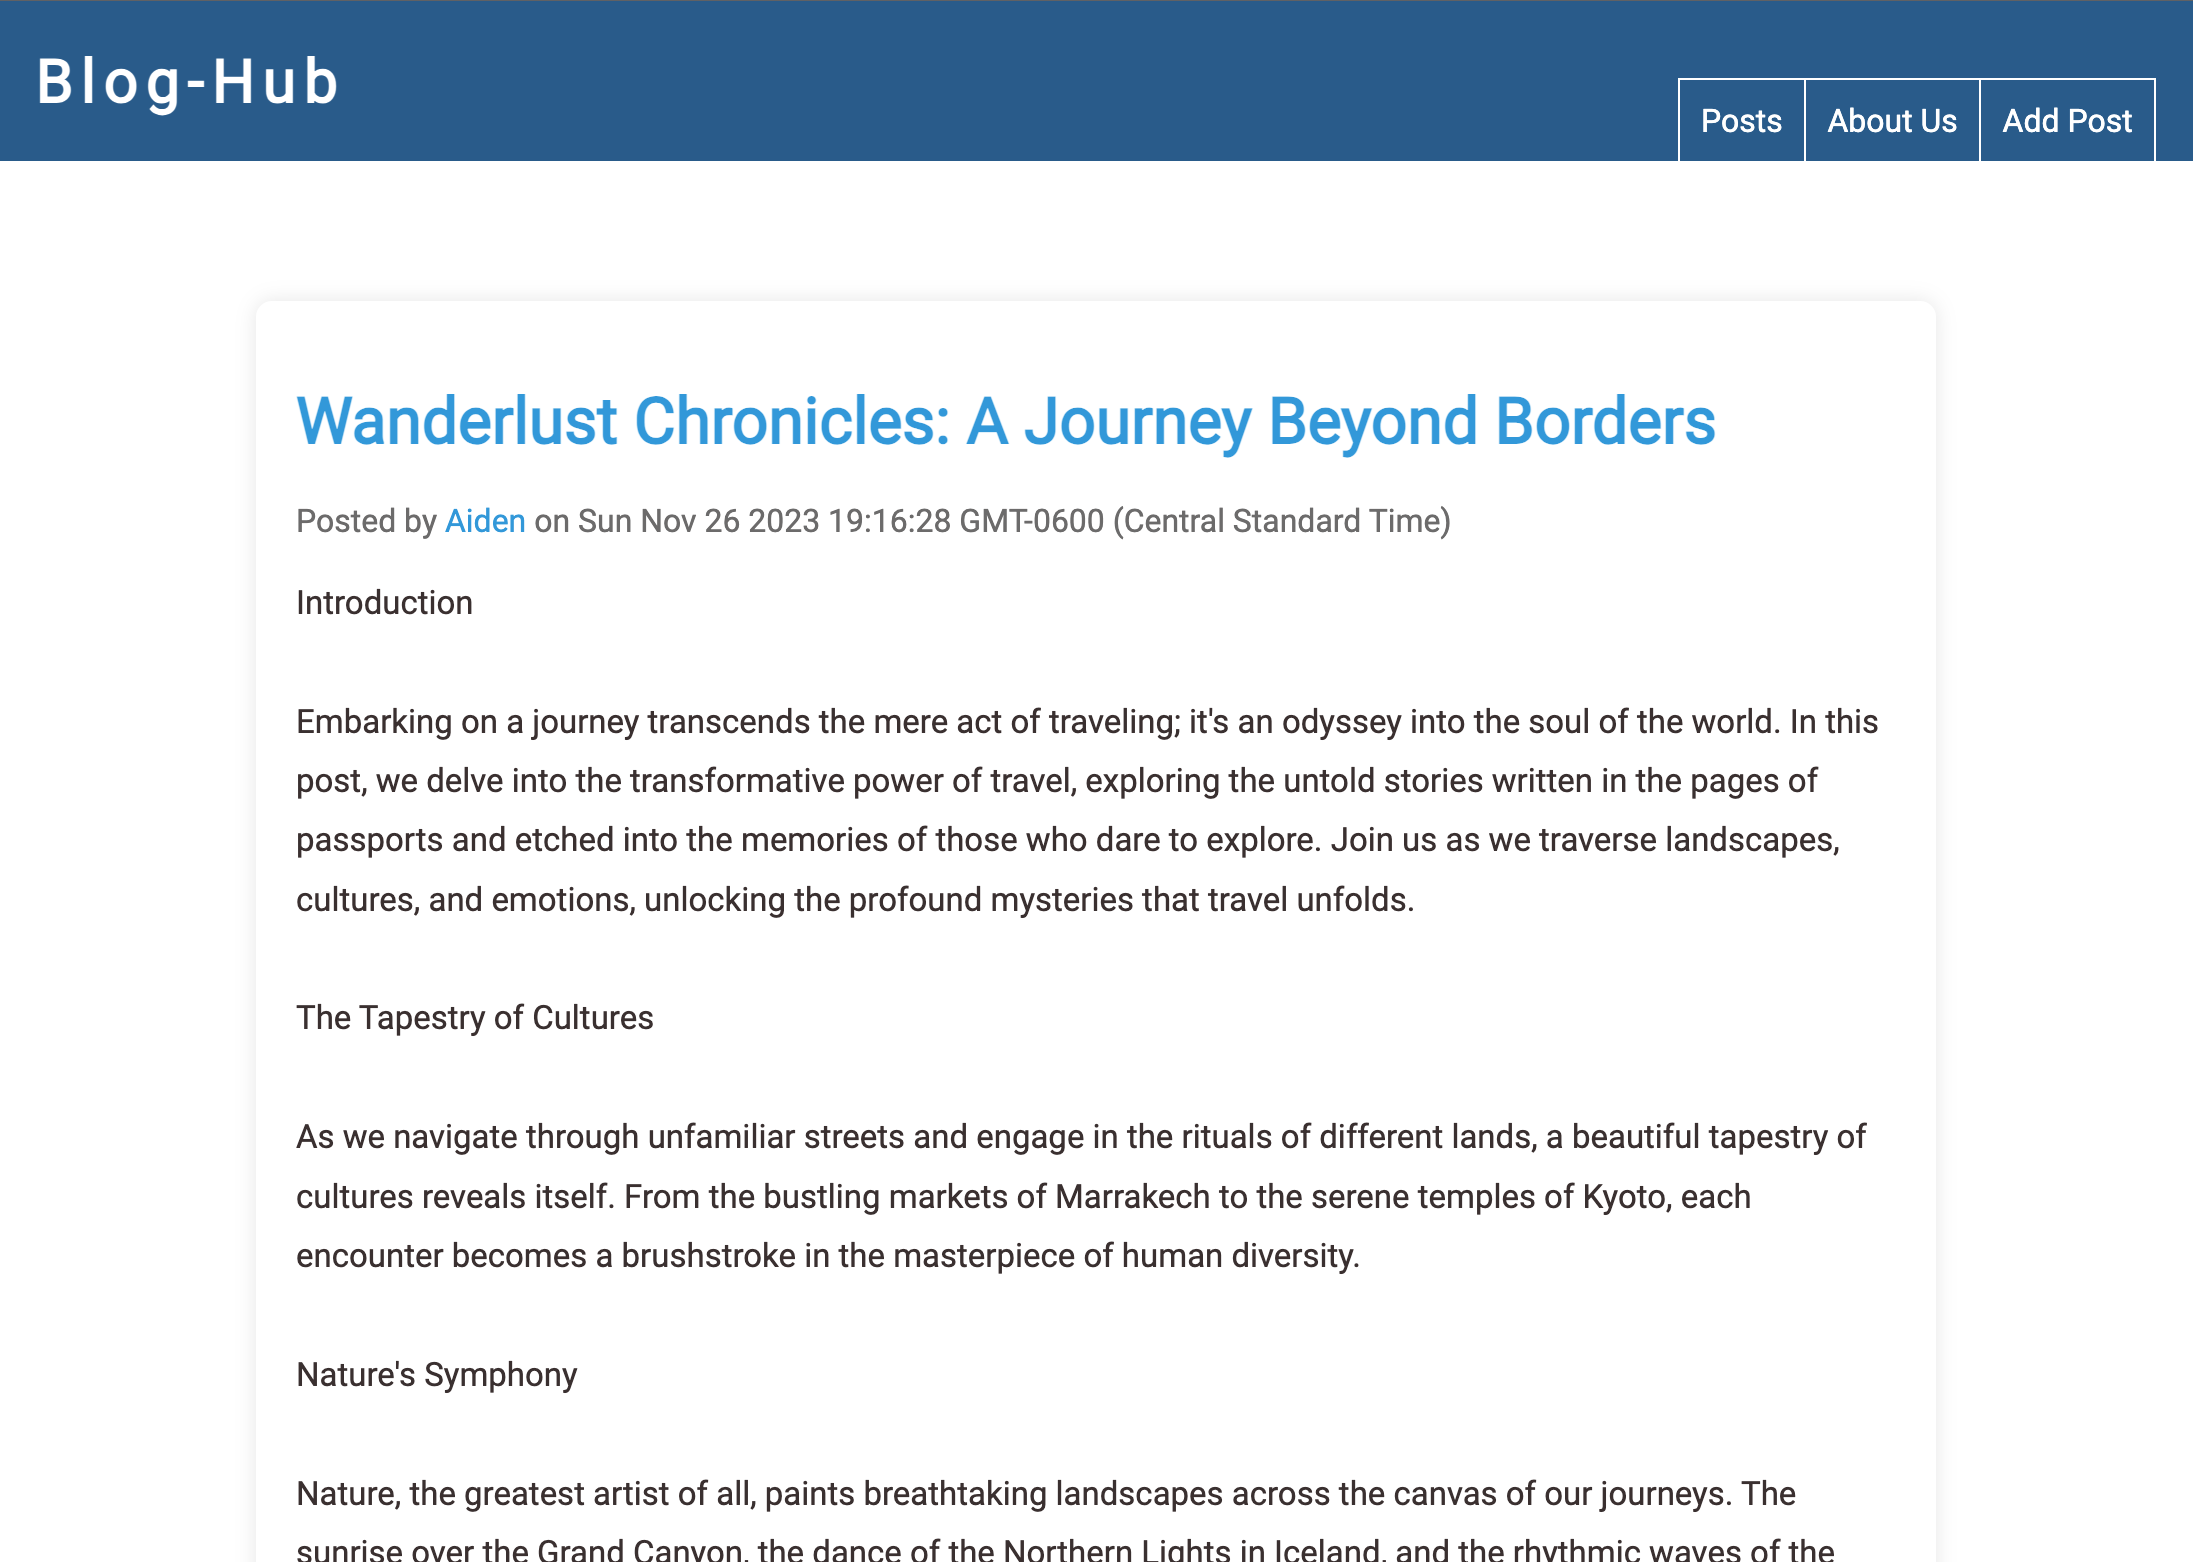 Blog-Hub
Posts
About Us
Add Post
Wanderlust Chronicles: A Journey Beyond Borders
Posted by Aiden on Sun Nov 26 2023 19:16:28 GMT-0600 (Central Standard Time)
Introduction
Embarking on a journey transcends the mere act of traveling; it's an odyssey into the soul of the world. In this
post, we delve into the transformative power of travel, exploring the untold stories written in the pages of
passports and etched into the memories of those who dare to explore. Join us as we traverse landscapes,
cultures, and emotions, unlocking the profound mysteries that travel unfolds.
The Tapestry of Cultures
As we navigate through unfamiliar streets and engage in the rituals of different lands, a beautiful tapestry of
cultures reveals itself. From the bustling markets of Marrakech to the serene temples of Kyoto, each
encounter becomes a brushstroke in the masterpiece of human diversity.
Nature's Symphony
Nature, the greatest artist of all, paints breathtaking landscapes across the canvas of our journeys. The
sunrise over the Grand Canyon, the dance of the Northern Lights in Iceland, and the rhythmic waves of the